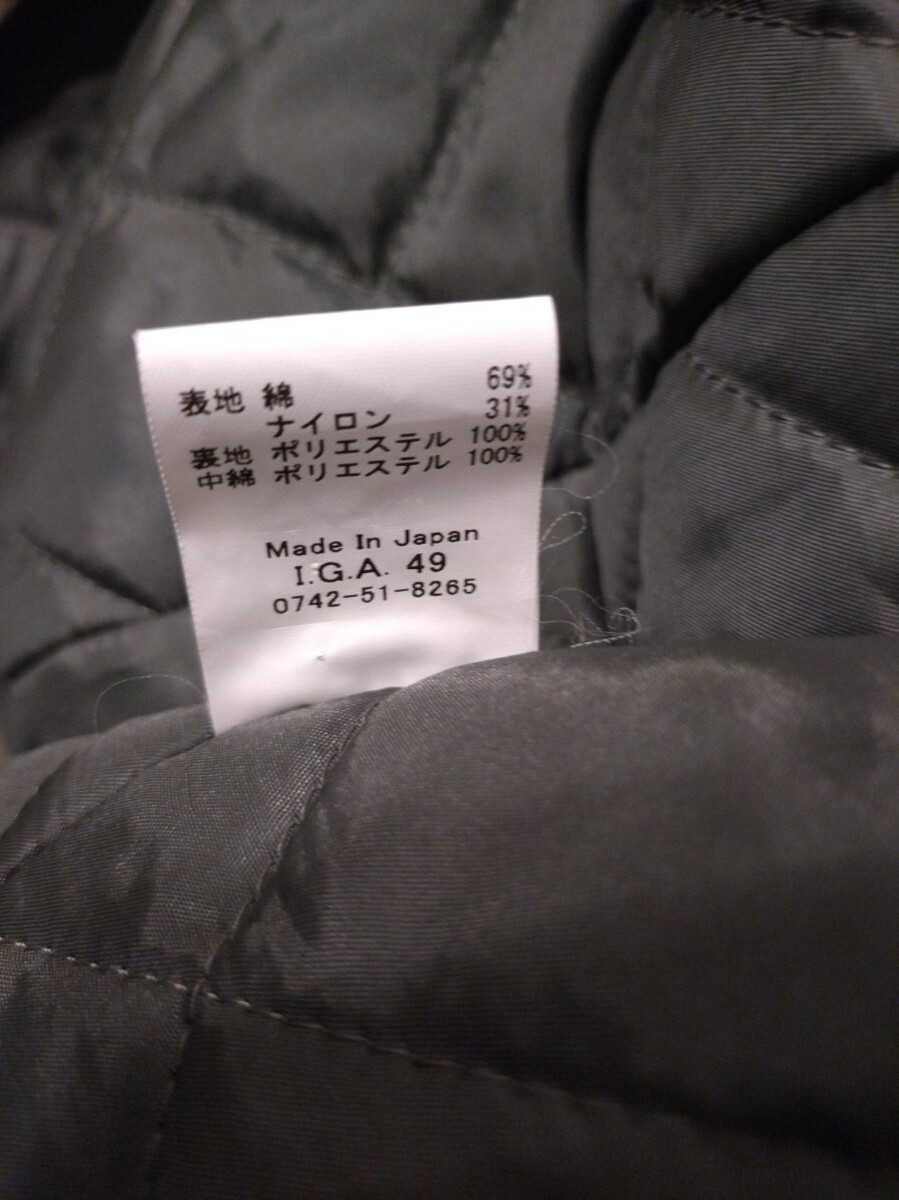 表地 綿 69%
ナイロン 31%
裏地 ポリエステル 100%
中綿 ポリエステル 100%
Made In Japan
I.G.A. 49
0742-51-8265